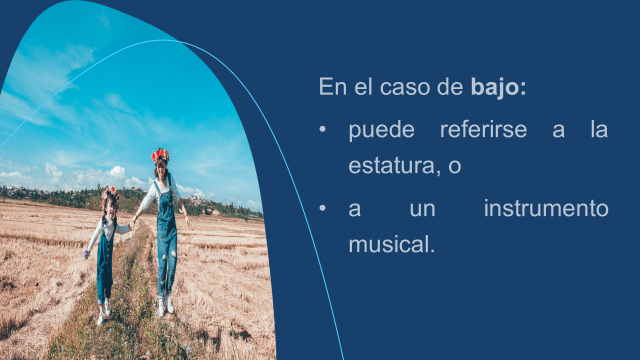 En el caso de bajo:
• puede referirse a la
estatura, o
• a un instrumento
musical.